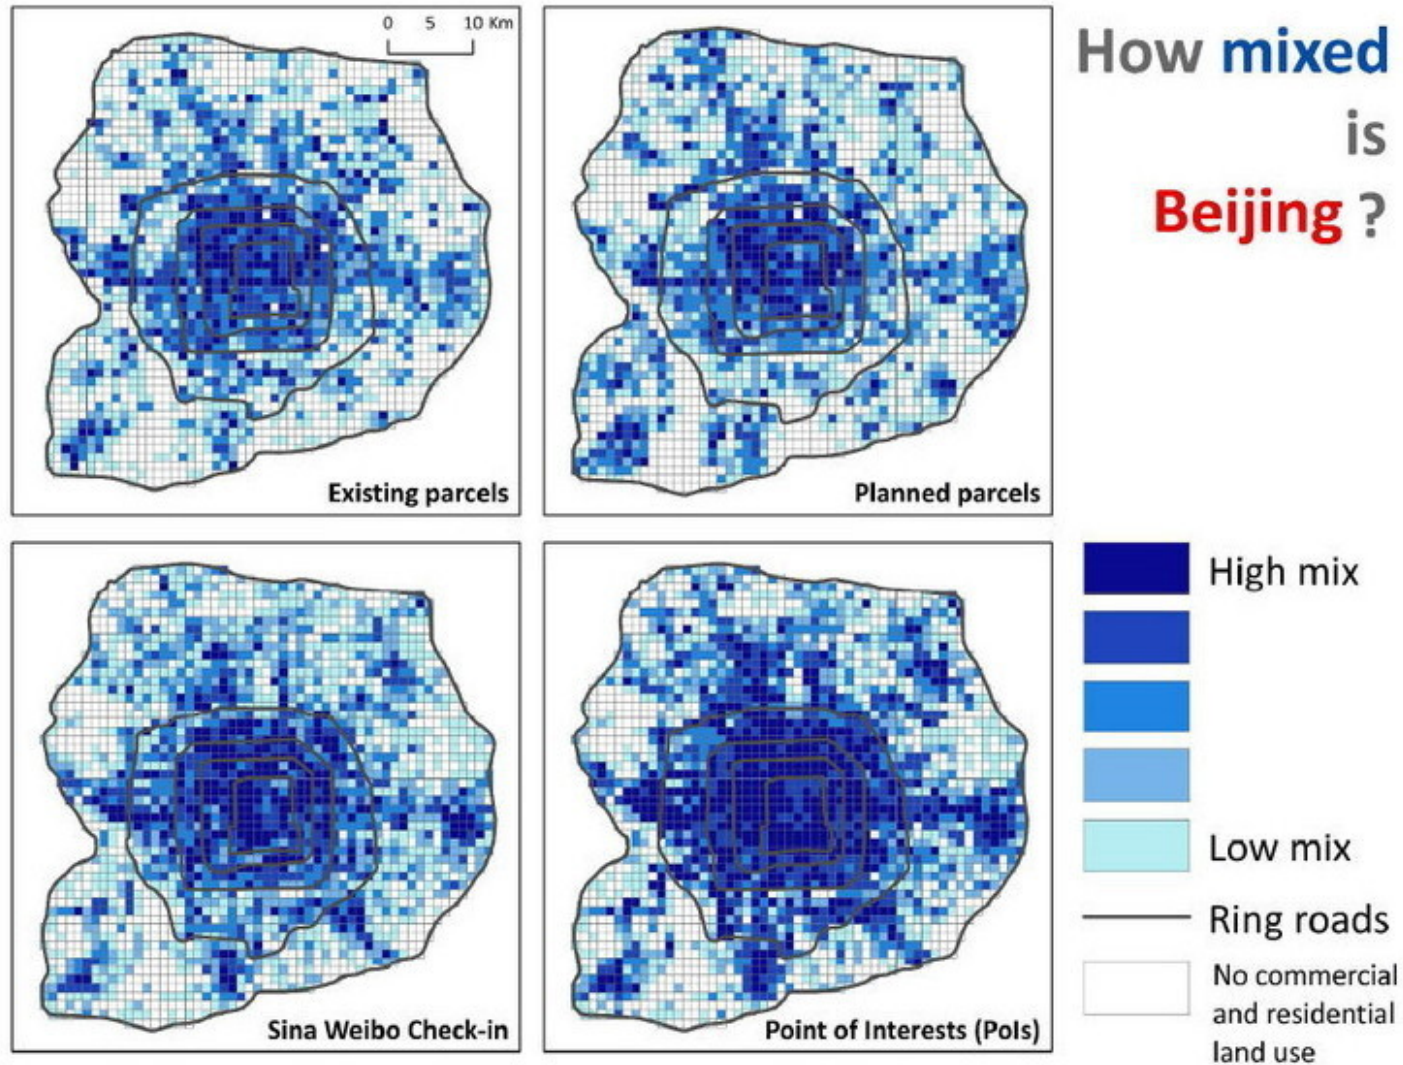 0 5 10 Km
How mixed
is
Beijing ?
Existing parcels
Planned parcels
Sina Weibo Check-in
Point of Interests (PoIs)
High mix
Low mix
Ring roads
No commercial
and residential
land use